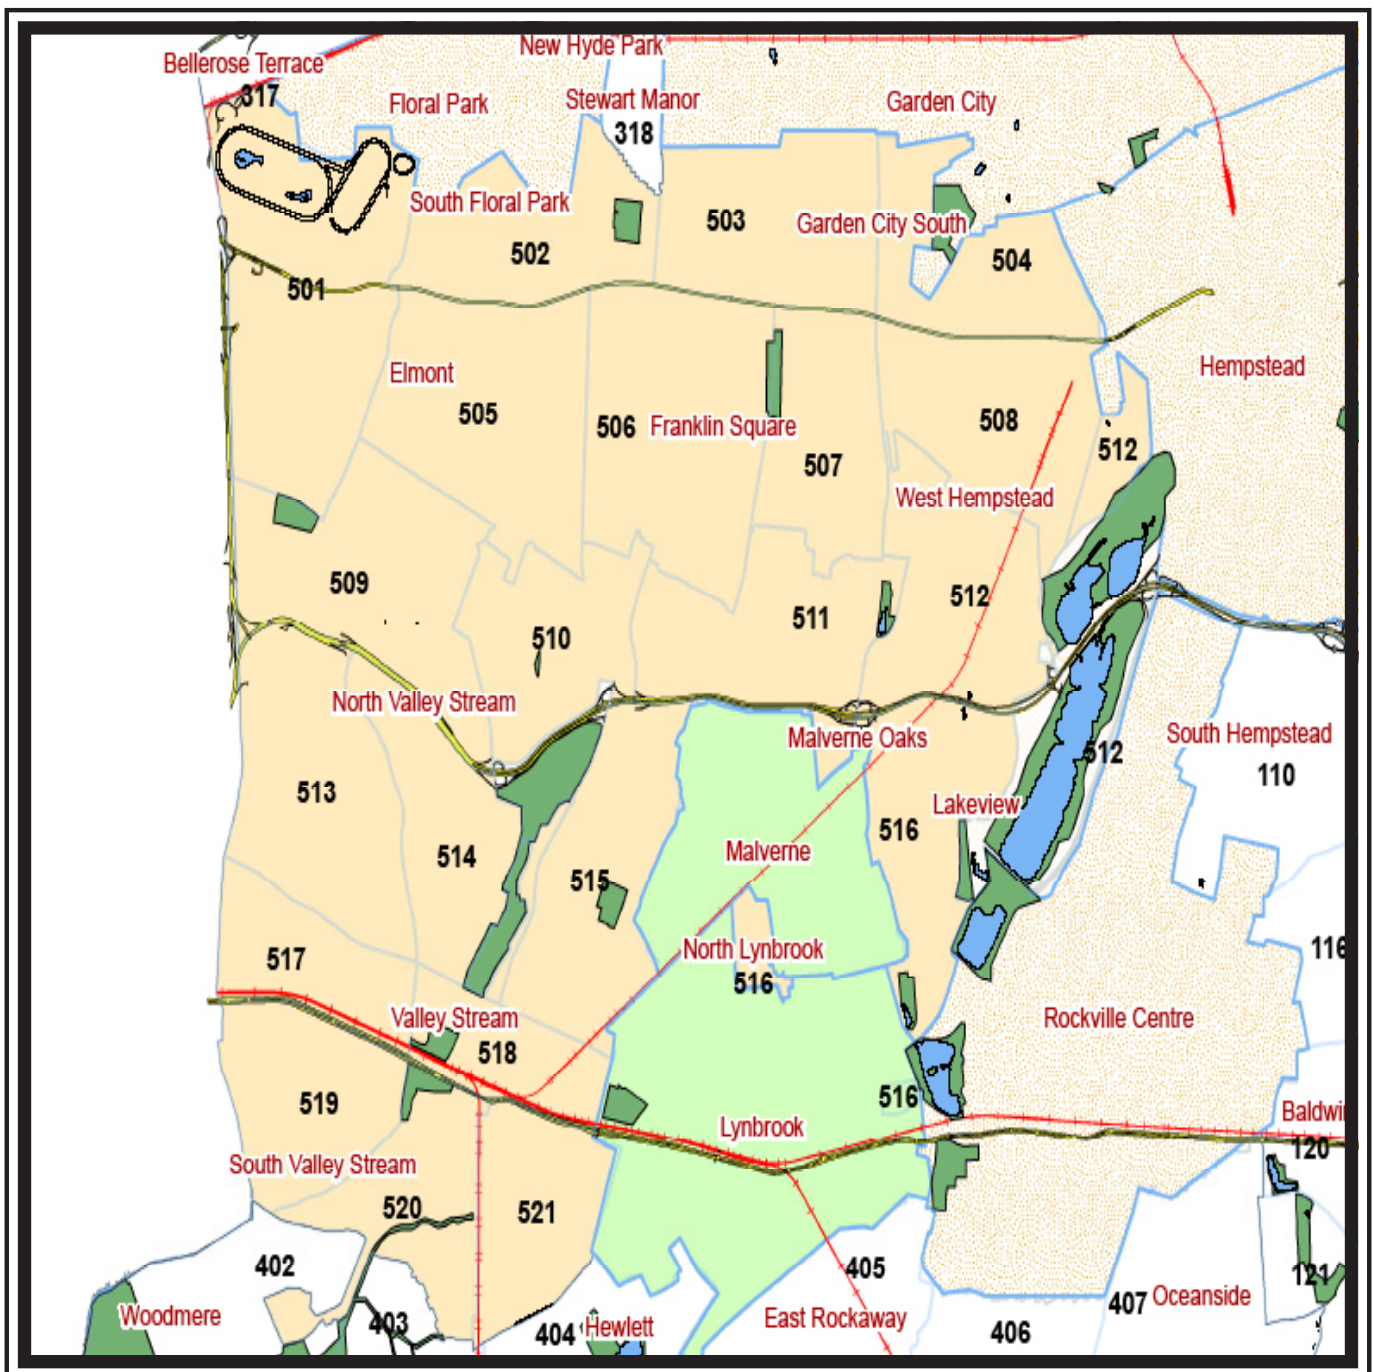 New Hyde Park
Bellerose Terrace
317
Floral Park
Stewart Manor
318
Garden City
South Floral Park
502
503
Garden City South
504
501
Elmont
505
506
Franklin Square
507
508
Hempstead
512
West Hempstead
509
510
511
512
North Valley Stream
Malverne Oaks
South Hempstead
110
512
513
514
515
Malverne
516
Lakeview
517
North Lynbrook
516
116
Valley Stream
518
Rockville Centre
519
516
Lynbrook
Baldwi
120
South Valley Stream
520
521
402
405
121
Woodmere
403
404
Hewlett
East Rockaway
406
407
Oceanside